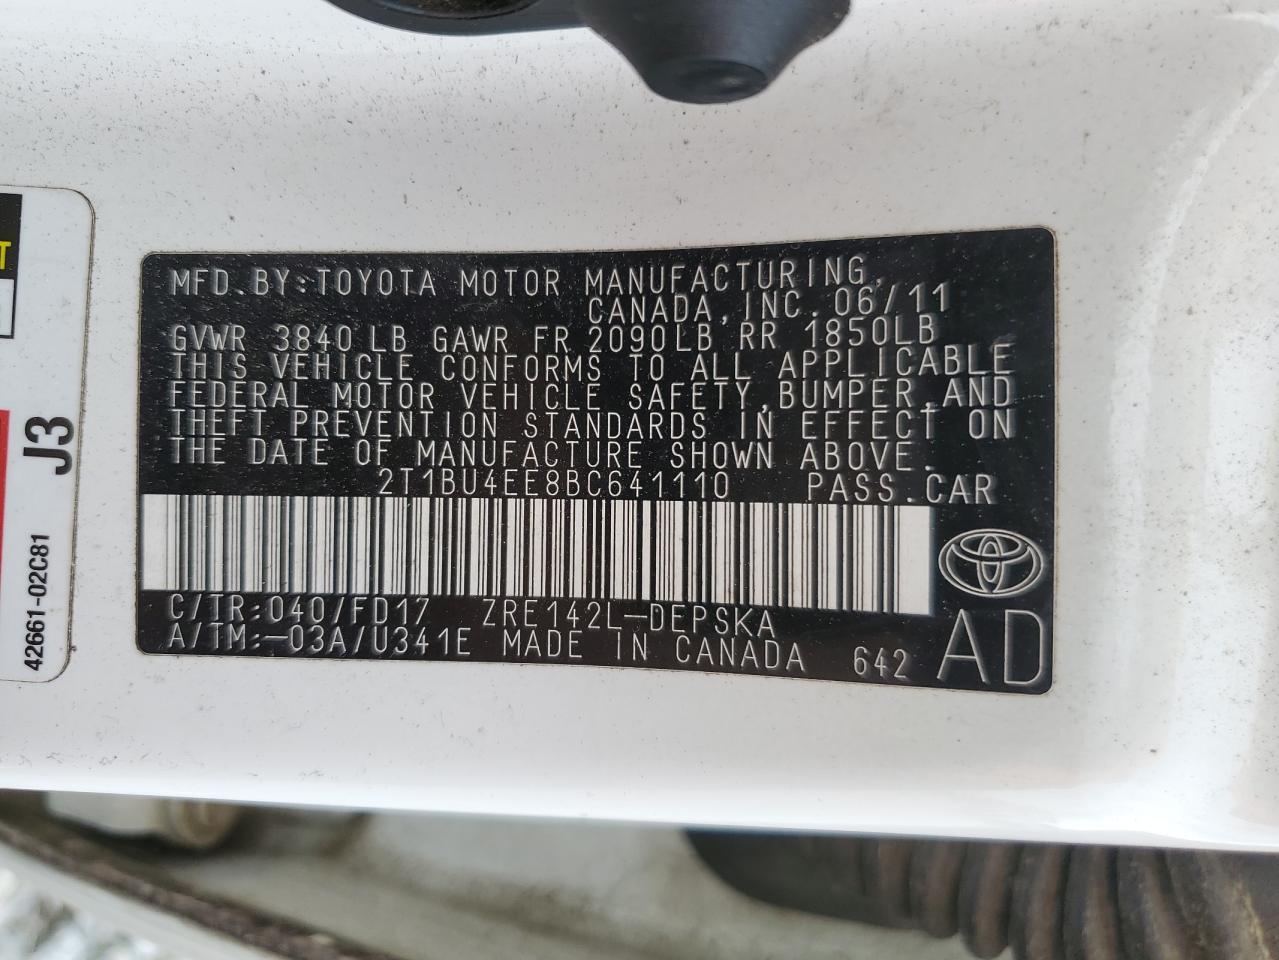 MFD.BY:TOYOTA MOTOR MANUFACTURING,
CANADA,INC.06/11
GVWR 3840LB GAWR FR 2090LB RR 1850LB
THIS VEHICLE CONFORMS TO ALL APPLICABLE
FEDERAL MOTOR VEHICLE SAFETY,BUMPER,AND
THEFT PREVENTION STANDARDS IN EFFECT ON
THE DATE OF MANUFACTURE SHOWN ABOVE.
2T1BU4EE8BC641110 PASS.CAR
C/TR:040/FD17 ZRE142L-DEPSKA
A/TM:-03A/U341E MADE IN CANADA 642
AD
J3
42661-02C81